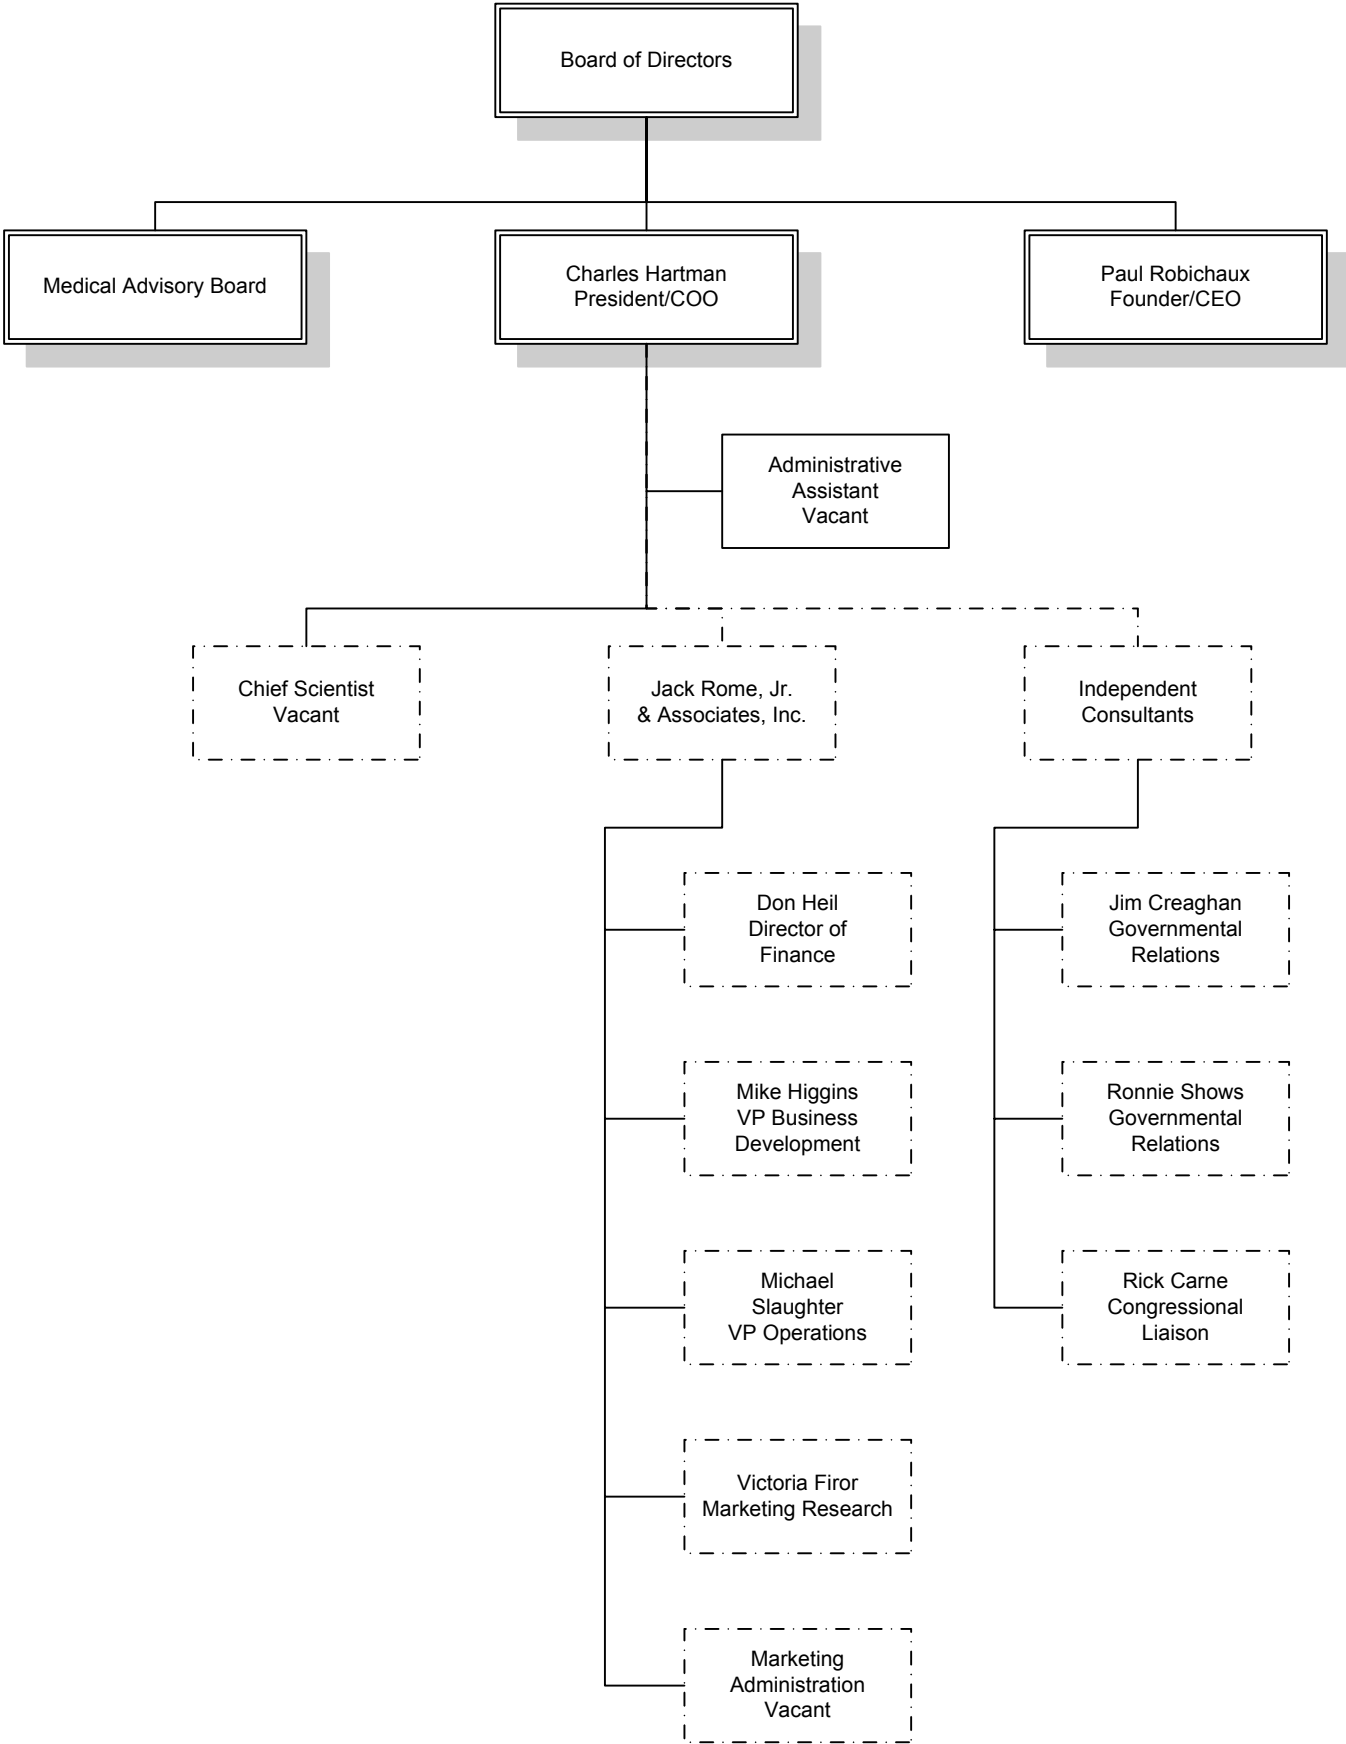 Board of Directors
Medical Advisory Board
Charles Hartman
President/COO
Paul Robichaux
Founder/CEO
Administrative
Assistant
Vacant
Chief Scientist
Vacant
Jack Rome, Jr.
& Associates, Inc.
Independent
Consultants
Don Heil
Director of
Finance
Jim Creaghan
Governmental
Relations
Mike Higgins
VP Business
Development
Ronnie Shows
Governmental
Relations
Michael
Slaughter
VP Operations
Rick Carne
Congressional
Liaison
Victoria Firor
Marketing Research
Marketing
Administration
Vacant